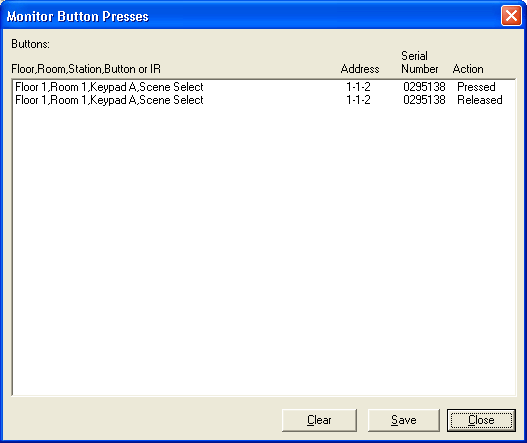 Monitor Button Presses
Buttons:
Floor,Room,Station,Button or IR Address Serial Number Action
Floor 1,Room 1,Keypad A,Scene Select 1-1-2 0295138 Pressed
Floor 1,Room 1,Keypad A,Scene Select 1-1-2 0295138 Released
Clear Save Close